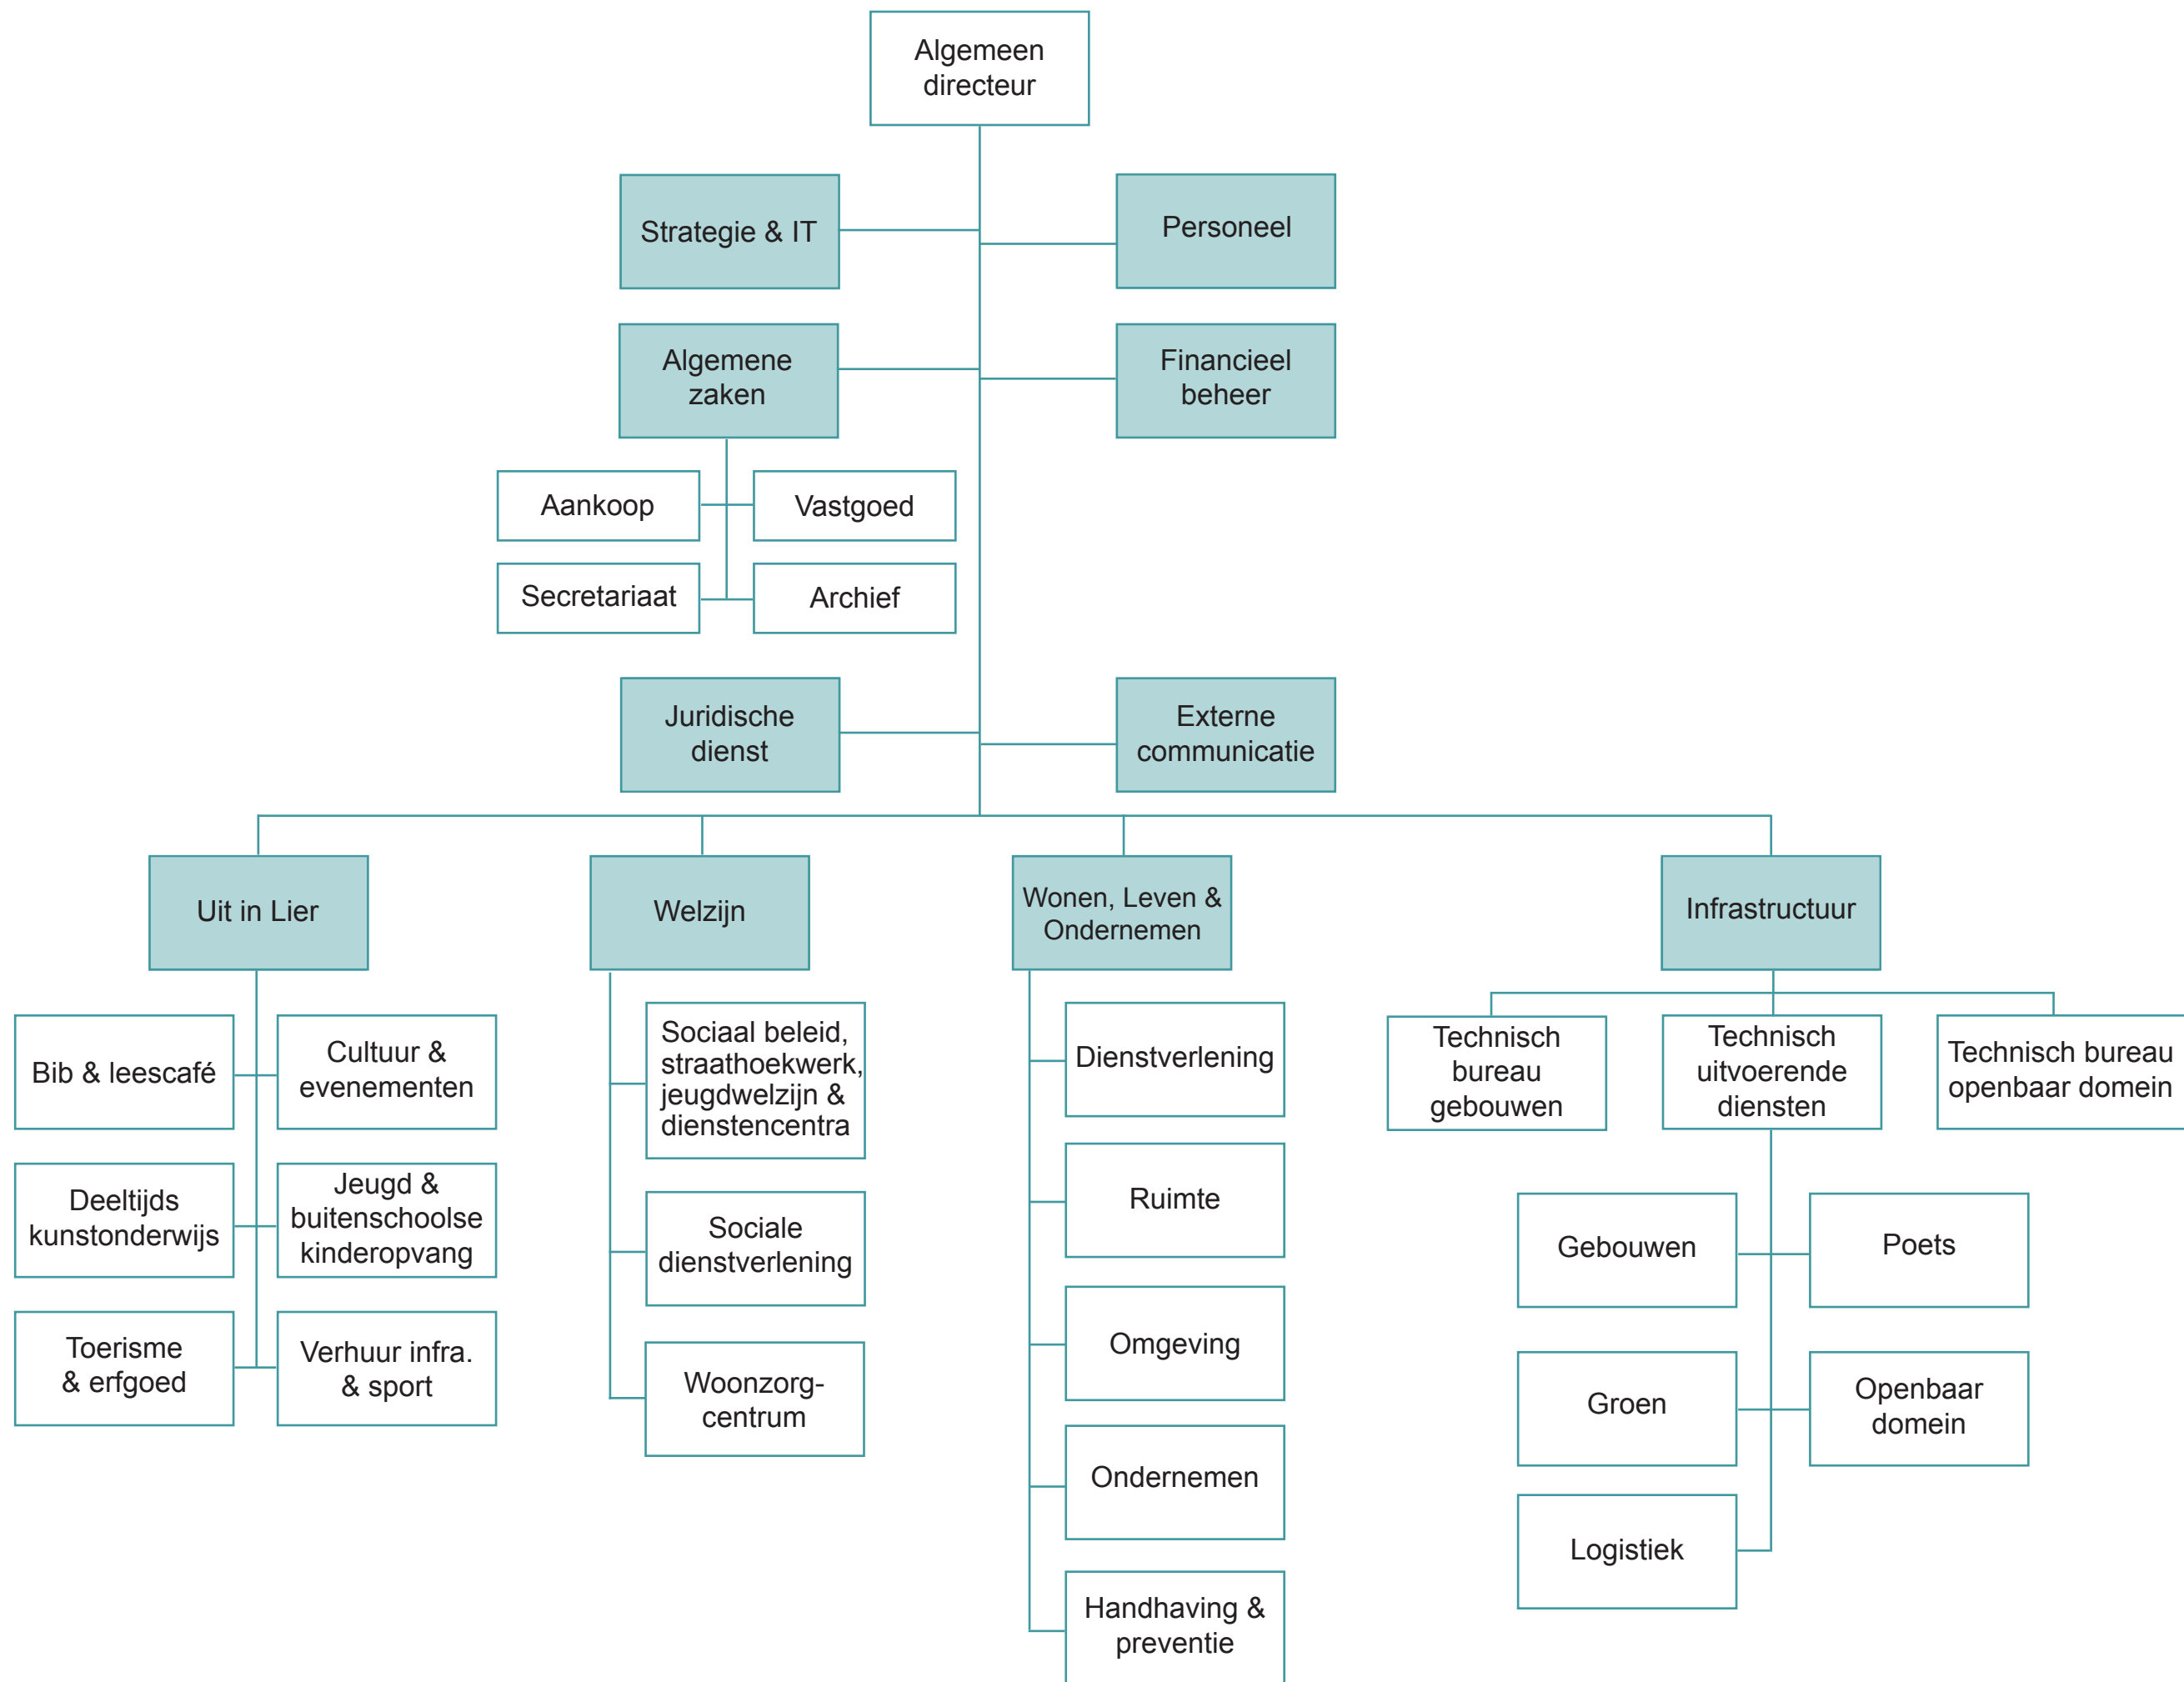 Algemeen
directeur
Strategie & IT
Personeel
Algemene
zaken
Financieel
beheer
Aankoop
Vastgoed
Secretariaat
Archief
Juridische
dienst
Externe
communicatie
Uit in Lier
Welzijn
Wonen, Leven &
Ondernemen
Infrastructuur
Bib & leescafé
Cultuur &
evenementen
Deeltijds
kunstonderwijs
Jeugd &
buitenschoolse
kinderopvang
Toerisme
& erfgoed
Verhuur infra.
& sport
Sociaal beleid,
straathoekwerk,
jeugdwelzijn &
dienstencentra
Sociale
dienstverlening
Woonzorg-
centrum
Dienstverlening
Ruimte
Omgeving
Ondernemen
Handhaving &
preventie
Technisch
bureau
gebouwen
Technisch
uitvoerende
diensten
Technisch bureau
openbaar domein
Gebouwen
Poets
Groen
Openbaar
domein
Logistiek